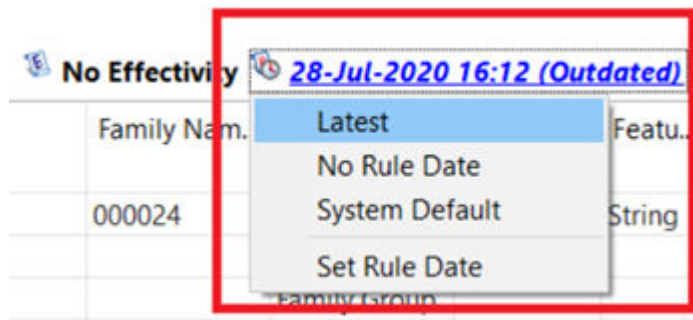 No Effectivity 28-Jul-2020 16:12 (Outdated)
Family Nam.. Latest Featu..
No Rule Date
000024 System Default String
Set Rule Date
Family Group